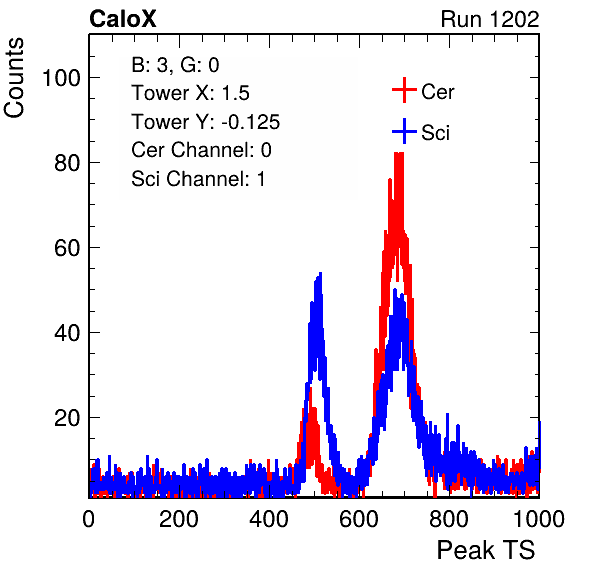 CaloX Run 1202
Counts
B: 3, G: 0
Tower X: 1.5
Tower Y: -0.125
Cer Channel: 0
Sci Channel: 1
Cer
Sci
100
80
60
40
20
0 200 400 600 800 1000
Peak TS